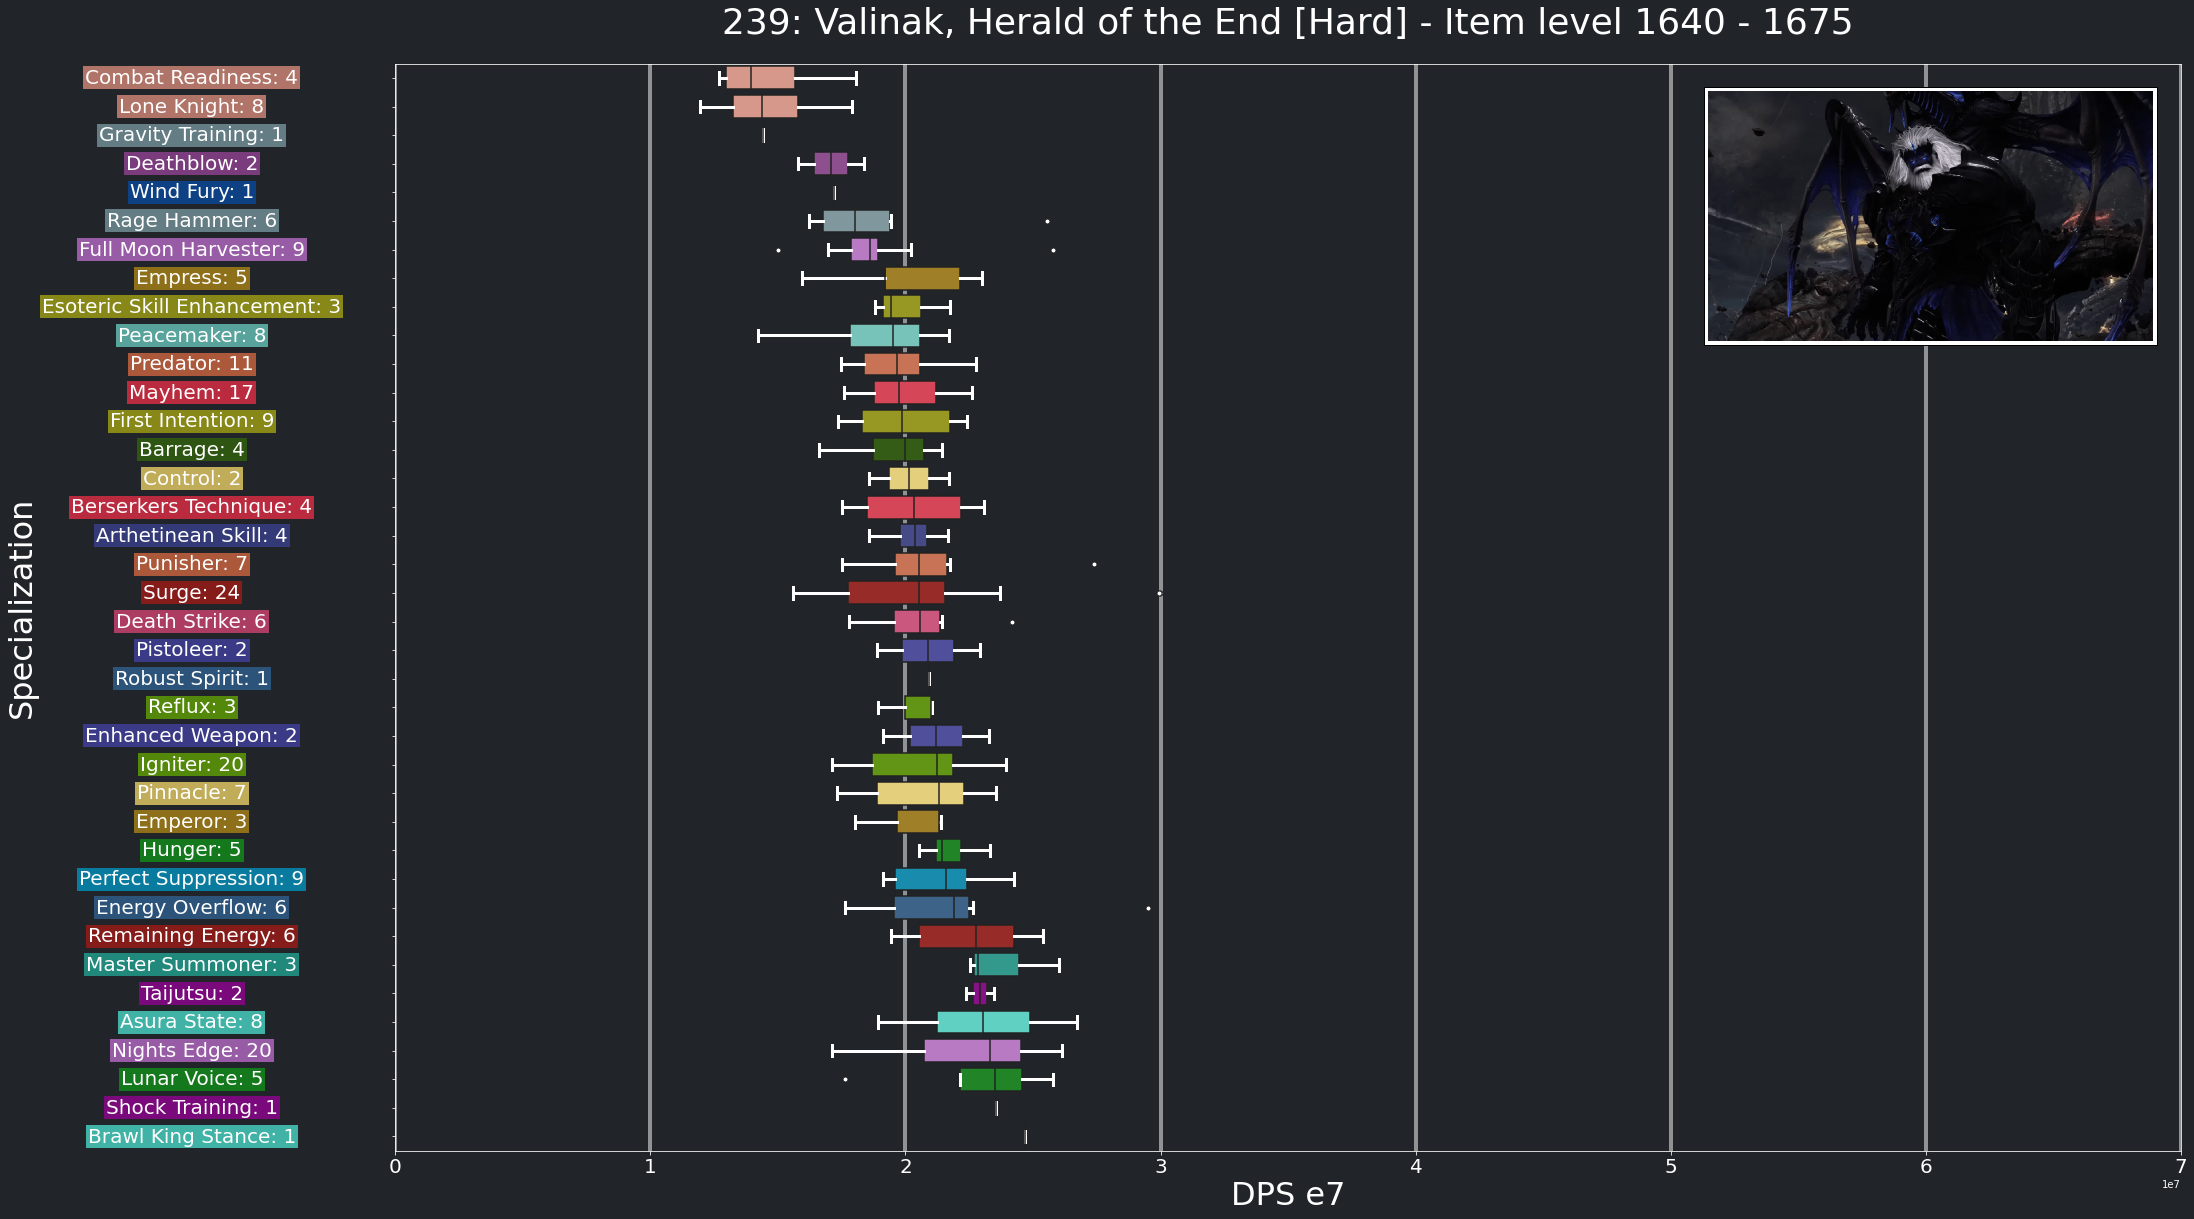 239: Valinak, Herald of the End [Hard] - Item level 1640 - 1675
Combat Readiness: 4
Lone Knight: 8
Gravity Training: 1
Deathblow: 2
Wind Fury: 1
Rage Hammer: 6
Full Moon Harvester: 9
Empress: 5
Esoteric Skill Enhancement: 3
Peacemaker: 8
Predator: 11
Mayhem: 17
First Intention: 9
Barrage: 4
Control: 2
Berserkers Technique: 4
Arthetinean Skill: 4
Punisher: 7
Surge: 24
Death Strike: 6
Pistoleer: 2
Robust Spirit: 1
Reflux: 3
Enhanced Weapon: 2
Igniter: 20
Pinnacle: 7
Emperor: 3
Hunger: 5
Perfect Suppression: 9
Energy Overflow: 6
Remaining Energy: 6
Master Summoner: 3
Taijutsu: 2
Asura State: 8
Nights Edge: 20
Lunar Voice: 5
Shock Training: 1
Brawl King Stance: 1
Specialization
0 1 2 3 4 5 6 7
DPS e7
1e7